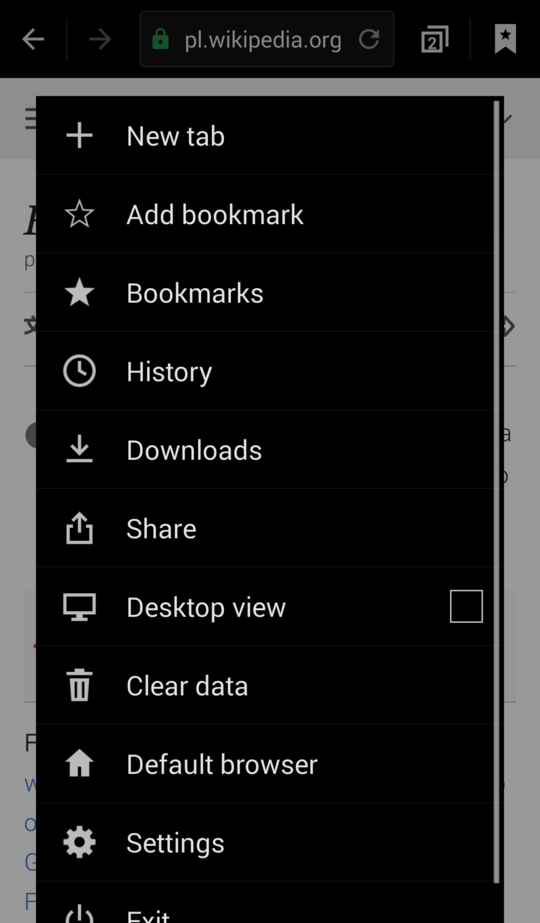 pl.wikipedia.org
2
New tab
Add bookmark
Bookmarks
History
Downloads
Share
Desktop view
Clear data
Default browser
Settings
Exit